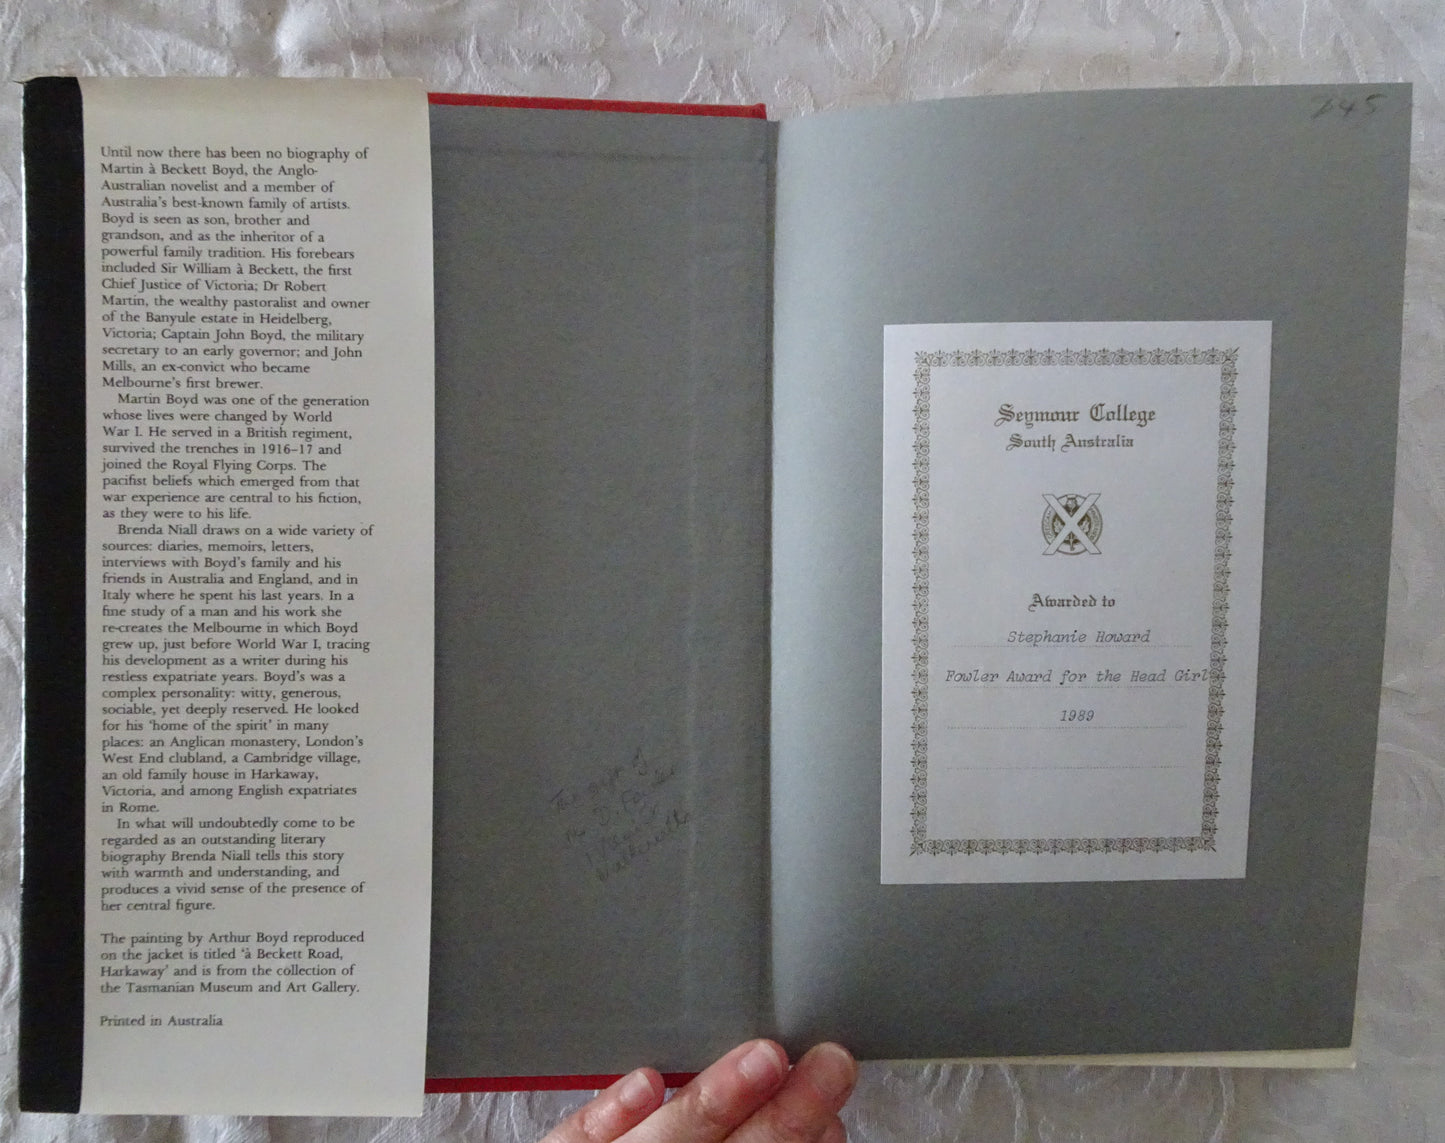 Until now there has been no biography of
Martin à Beckett Boyd, the Anglo-
Australian novelist and a member of
Australia's best-known family of artists.
Boyd is seen as son, brother and
grandson, and as the inheritor of a
powerful family tradition. His forebears
included Sir William à Beckett, the first
Chief Justice of Victoria; Dr Robert
Martin, the wealthy pastoralist and owner
of the Banyule estate in Heidelberg,
Victoria; Captain John Boyd, the military
secretary to an early governor; and John
Mills, an ex-convict who became
Melbourne's first brewer.
Martin Boyd was one of the generation
whose lives were changed by World
War I. He served in a British regiment,
survived the trenches in 1916–17 and
joined the Royal Flying Corps. The
pacifist beliefs which emerged from that
war experience are central to his fiction,
as they were to his life.
Brenda Niall draws on a wide variety of
sources: diaries, memoirs, letters,
interviews with Boyd's family and his
friends in Australia and England, and in
Italy where he spent his last years. In a
fine study of a man and his work she
re-creates the Melbourne in which Boyd
grew up, just before World War I, tracing
his development as a writer during his
restless expatriate years. Boyd's was a
complex personality: witty, generous,
sociable, yet deeply reserved. He looked
for his 'home of the spirit' in many
places: an Anglican monastery, London's
West End clubland, a Cambridge village,
an old family house in Harkaway,
Victoria, and among English expatriates
in Rome.
In what will undoubtedly come to be
regarded as an outstanding literary
biography Brenda Niall tells this story
with warmth and understanding, and
produces a vivid sense of the presence of
her central figure.
The painting by Arthur Boyd reproduced
on the jacket is titled 'à Beckett Road,
Harkaway' and is from the collection of
the Tasmanian Museum and Art Gallery.
Printed in Australia
The gift of
D.
45
Seymour College
South Australia
Awarded to
Stephanie Howard
Fowler Award for the Head Girl
1989